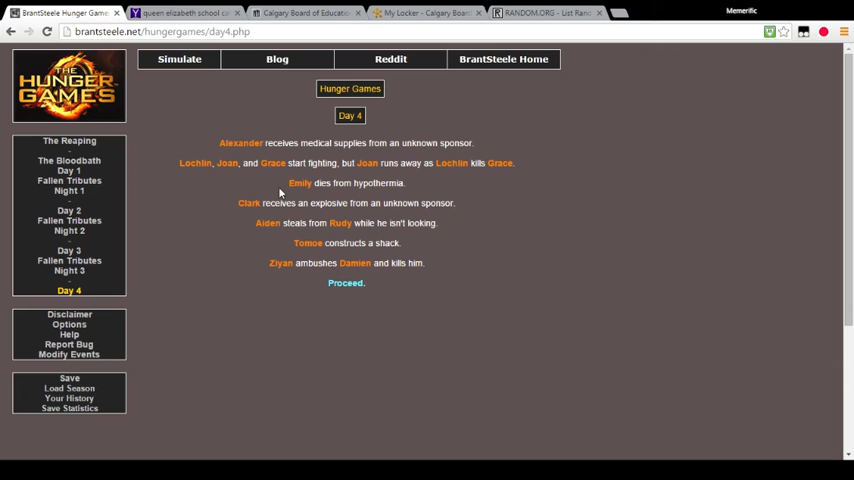 BrantSteele Hunger Game
queen elizabeth school ca
Calgary Board of Educatio
My Locker - Calgary Board
RANDOM.ORG - List Ran
Memerific
brantsteele.net/hungergames/day4.php
THE
HUNGER
GAMES
Simulate
Blog
Reddit
BrantSteele Home
Hunger Games
Day 4
Alexander receives medical supplies from an unknown sponsor.
Lochlin, Joan, and Grace start fighting, but Joan runs away as Lochlin kills Grace.
Emily dies from hypothermia.
Clark receives an explosive from an unknown sponsor.
Aiden steals from Rudy while he isn't looking.
Tomoe constructs a shack.
Ziyan ambushes Damien and kills him.
Proceed.
The Reaping
-
The Bloodbath
Day 1
Fallen Tributes
Night 1
-
Day 2
Fallen Tributes
Night 2
-
Day 3
Fallen Tributes
Night 3
-
Day 4
Disclaimer
Options
Help
Report Bug
Modify Events
Save
Load Season
Your History
Save Statistics